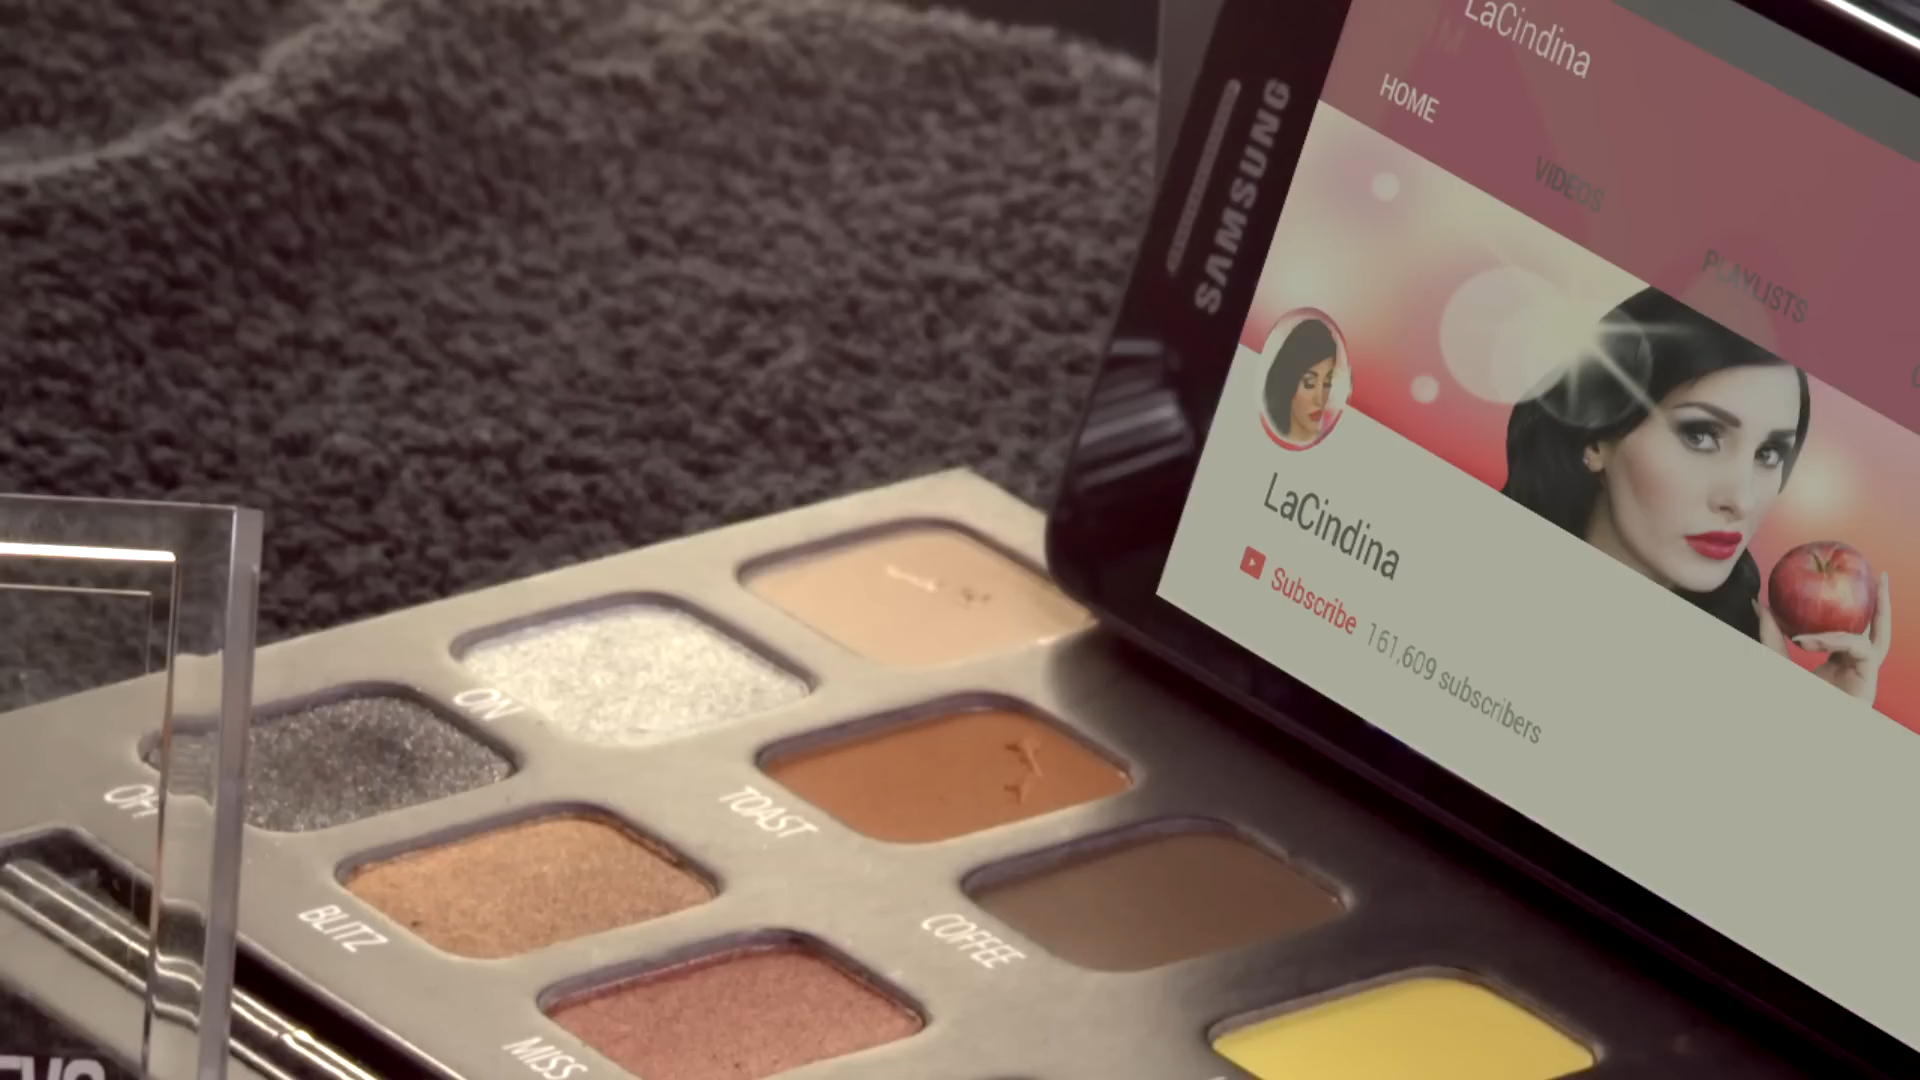 LaCindina
HOME
VIDEOS
PLAYLISTS
SAMSUNG
LaCindina
Subscribe 161,609 subscribers
ON
OFF
TOAST
BLITZ
COFFEE
MISS